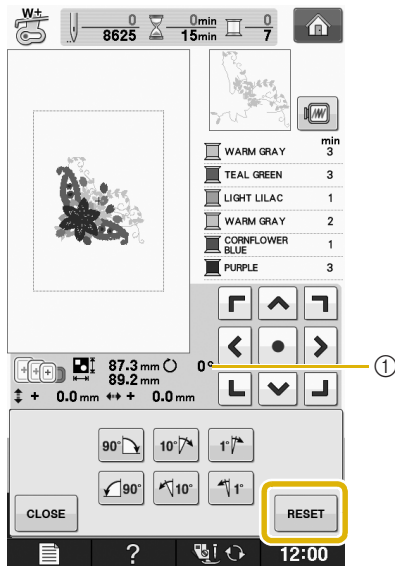 W+
0 0min 0
8625 15min 7
min
WARM GRAY 3
TEAL GREEN 3
LIGHT LILAC 1
WARM GRAY 2
CORNFLOWER
BLUE 1
PURPLE 3
87.3 mm 0°
89.2 mm
+ 0.0 mm + 0.0 mm
①
90° 10° 1°
90° 10° 1°
CLOSE RESET
? 12:00